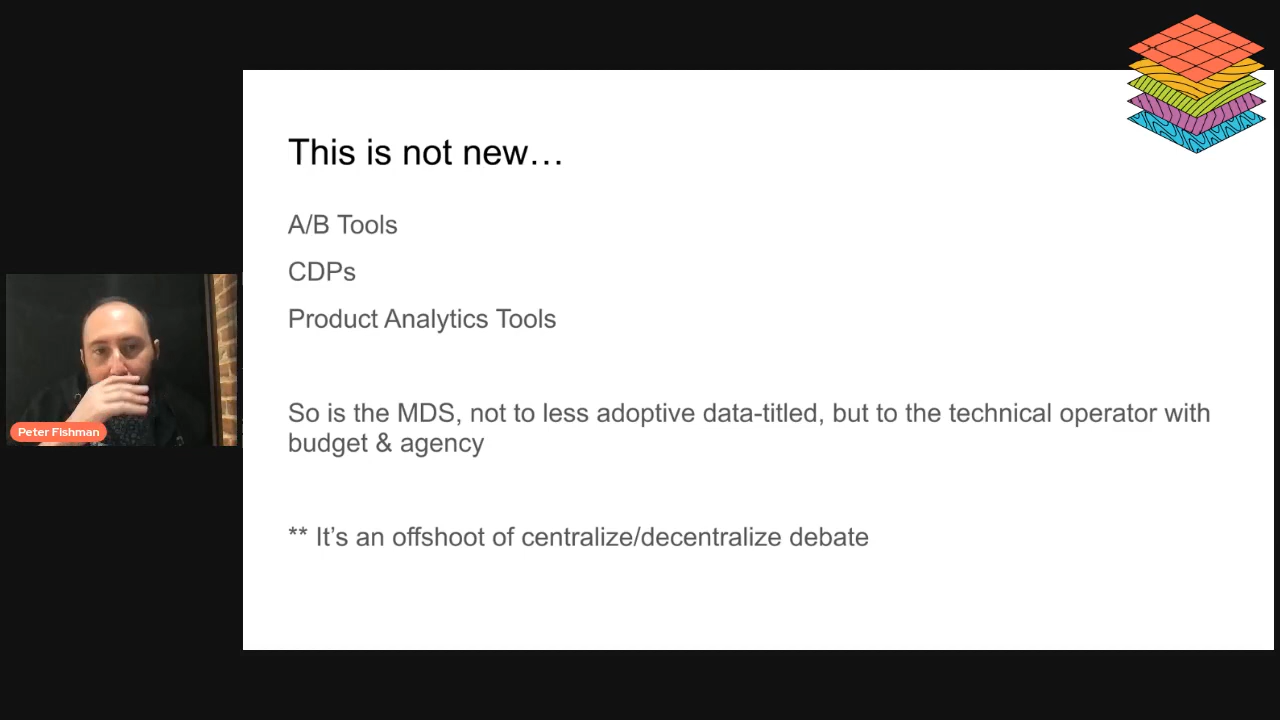 This is not new…
A/B Tools
CDPs
Product Analytics Tools
So is the MDS, not to less adoptive data-titled, but to the technical operator with
budget & agency
** It’s an offshoot of centralize/decentralize debate
Peter FIshman